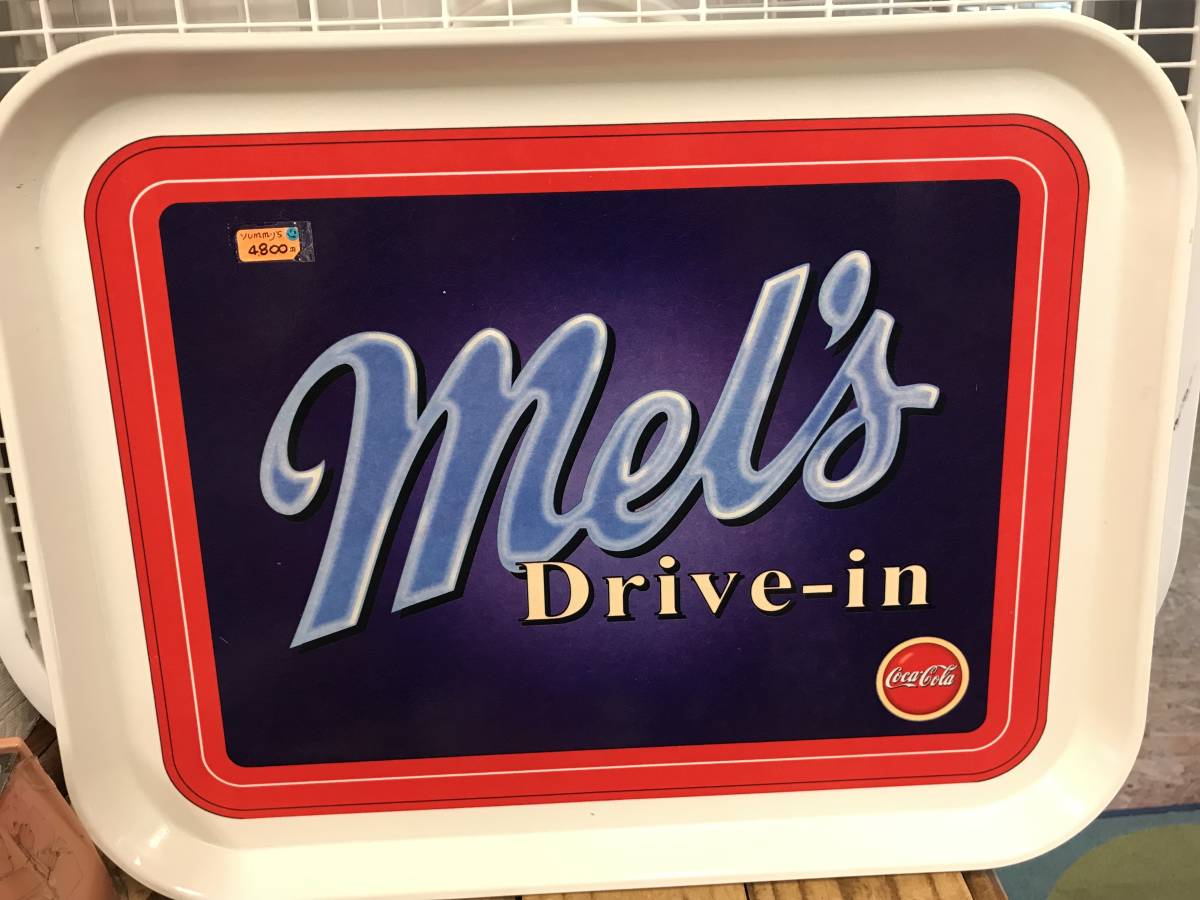 yummy's
4800円
Mel's
Drive-in
Coca-Cola